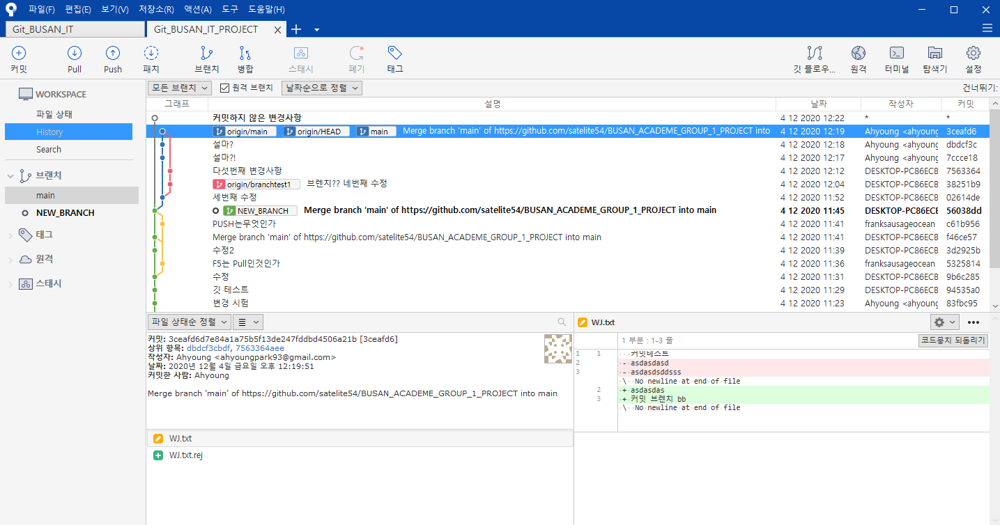 파일(F) 편집(E) 보기(V) 저장소(R) 액션(A) 도구 도움말(H)
Git_BUSAN_IT Git_BUSAN_IT_PROJECT
커밋 Pull Push 패치 브랜치 병합 스태시 폐기 태그 깃 플로우... 원격 터미널 탐색기 설정
WORKSPACE
파일 상태
History
Search
브랜치
main
NEW_BRANCH
태그
원격
스태시
모든 브랜치 원격 브랜치 날짜순으로 정렬 건너뛰기:
그래프 설명 날짜 작성자 커밋
커밋하지 않은 변경사항 4 12 2020 12:22 * *
origin/main origin/HEAD main Merge branch 'main' of https://github.com/satelite54/BUSAN_ACADEME_GROUP_1_PROJECT into 4 12 2020 12:19 Ahyoung <ahyoung 3ceafd6
설마? 4 12 2020 12:18 Ahyoung <ahyoung dbdcf3c
설마?! 4 12 2020 12:17 Ahyoung <ahyoung 7ccce18
다섯번째 변경사항 4 12 2020 12:12 DESKTOP-PC86ECB 7563364
origin/branchtest1 브렌치?? 네번째 수정 4 12 2020 12:04 DESKTOP-PC86ECB 38251b9
세번째 수정 4 12 2020 11:52 DESKTOP-PC86ECB 02614de
NEW_BRANCH Merge branch 'main' of https://github.com/satelite54/BUSAN_ACADEME_GROUP_1_PROJECT into main 4 12 2020 11:45 DESKTOP-PC86ECB 56038dd
PUSH는무엇인가 4 12 2020 11:41 franksausageocean c61b956
Merge branch 'main' of https://github.com/satelite54/BUSAN_ACADEME_GROUP_1_PROJECT into main 4 12 2020 11:41 DESKTOP-PC86ECB f46ce57
수정2 4 12 2020 11:39 DESKTOP-PC86ECB 3d2925b
F5는 Pull인것인가 4 12 2020 11:36 franksausageocean 5325814
수정 4 12 2020 11:31 DESKTOP-PC86ECB 9b6c285
깃 테스트 4 12 2020 11:29 DESKTOP-PC86ECB 94535a0
변경 시험 4 12 2020 11:23 Ahyoung <ahyoung 83fbc95
파일 상태순 정렬
커밋: 3ceafd6d7e84a1a75b5f13de247fddbd4506a21b [3ceafd6]
상위 항목: dbdcf3cbdf, 7563364aee
작성자: Ahyoung <ahyoungpark93@gmail.com>
날짜: 2020년 12월 4일 금요일 오후 12:19:51
커밋한 사람: Ahyoung
Merge branch 'main' of https://github.com/satelite54/BUSAN_ACADEME_GROUP_1_PROJECT into main
WJ.txt
WJ.txt.rej
WJ.txt
1 부분 : 1-3 줄 코드뭉치 되돌리기
1 1 커밋테스트
2 - asdasdasd
3 - asdasdsddsss
\ No newline at end of file
2 + asdasdas
3 + 커밋 브렌치 bb
\ No newline at end of file